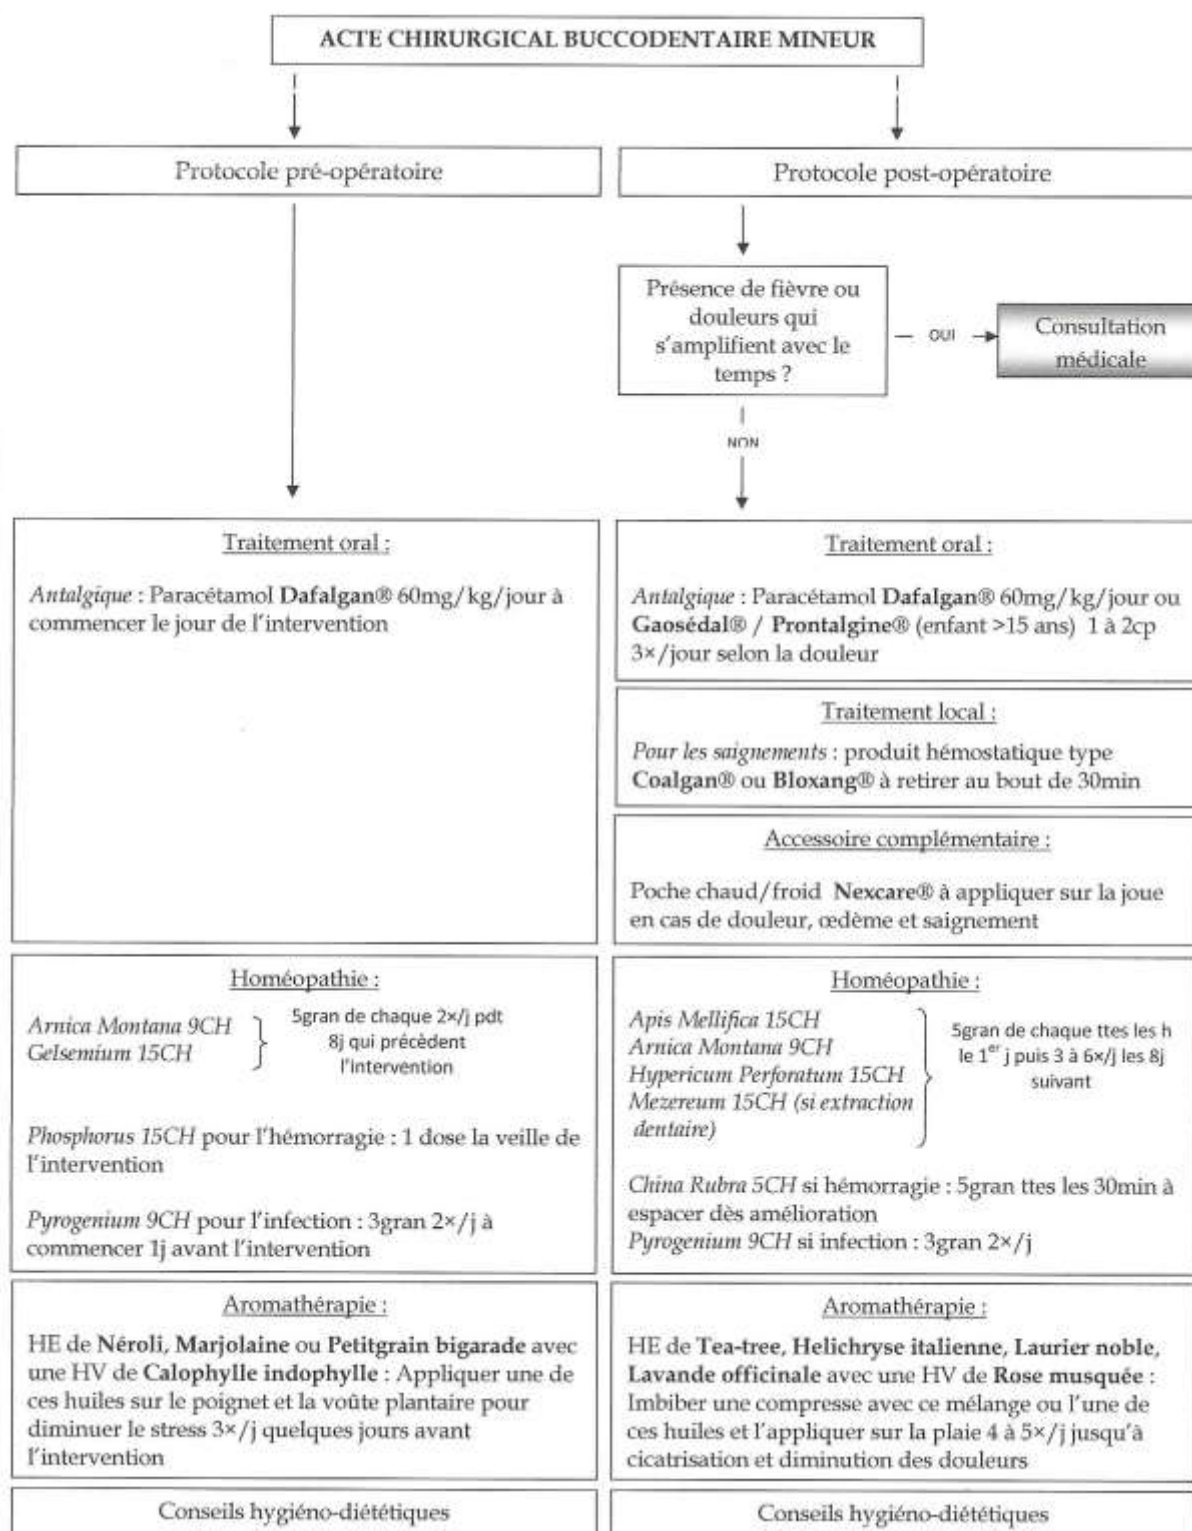 ACTE CHIRURGICAL BUCCODENTAIRE MINEUR
Protocole pré-opératoire
Protocole post-opératoire
Présence de fièvre ou
douleurs qui
s'amplifient avec le
temps ?
OUI
Consultation
médicale
NON
Traitement oral :
Antalgique : Paracétamol Dafalgan® 60mg/kg/jour à
commencer le jour de l'intervention
Traitement oral :
Antalgique : Paracétamol Dafalgan® 60mg/kg/jour ou
Gaosédal® / Prontalgine® (enfant >15 ans) 1 à 2cp
3×/jour selon la douleur
Traitement local :
Pour les saignements : produit hémostatique type
Coalgan® ou Bloxang® à retirer au bout de 30min
Accessoire complémentaire :
Poche chaud/froid Nexcare® à appliquer sur la joue
en cas de douleur, œdème et saignement
Homéopathie :
Arnica Montana 9CH
Gelsemium 15CH
5gran de chaque 2×/j pdt
8j qui précèdent
l'intervention
Phosphorus 15CH pour l'hémorragie : 1 dose la veille de
l'intervention
Pyrogenium 9CH pour l'infection : 3gran 2×/j à
commencer 1j avant l'intervention
Homéopathie :
Apis Mellifica 15CH
Arnica Montana 9CH
Hypericum Perforatum 15CH
Mezereum 15CH (si extraction
dentaire)
5gran de chaque ttes les h
le 1er j puis 3 à 6×/j les 8j
suivant
China Rubra 5CH si hémorragie : 5gran ttes les 30min à
espacer dès amélioration
Pyrogenium 9CH si infection : 3gran 2×/j
Aromathérapie :
HE de Néroli, Marjolaine ou Petitgrain bigarade avec
une HV de Calophylle indophylle : Appliquer une de
ces huiles sur le poignet et la voûte plantaire pour
diminuer le stress 3×/j quelques jours avant
l'intervention
Aromathérapie :
HE de Tea-tree, Helichryse italienne, Laurier noble,
Lavande officinale avec une HV de Rose musquée :
Imbiber une compresse avec ce mélange ou l'une de
ces huiles et l'appliquer sur la plaie 4 à 5×/j jusqu'à
cicatrisation et diminution des douleurs
Conseils hygiéno-diététiques
Conseils hygiéno-diététiques